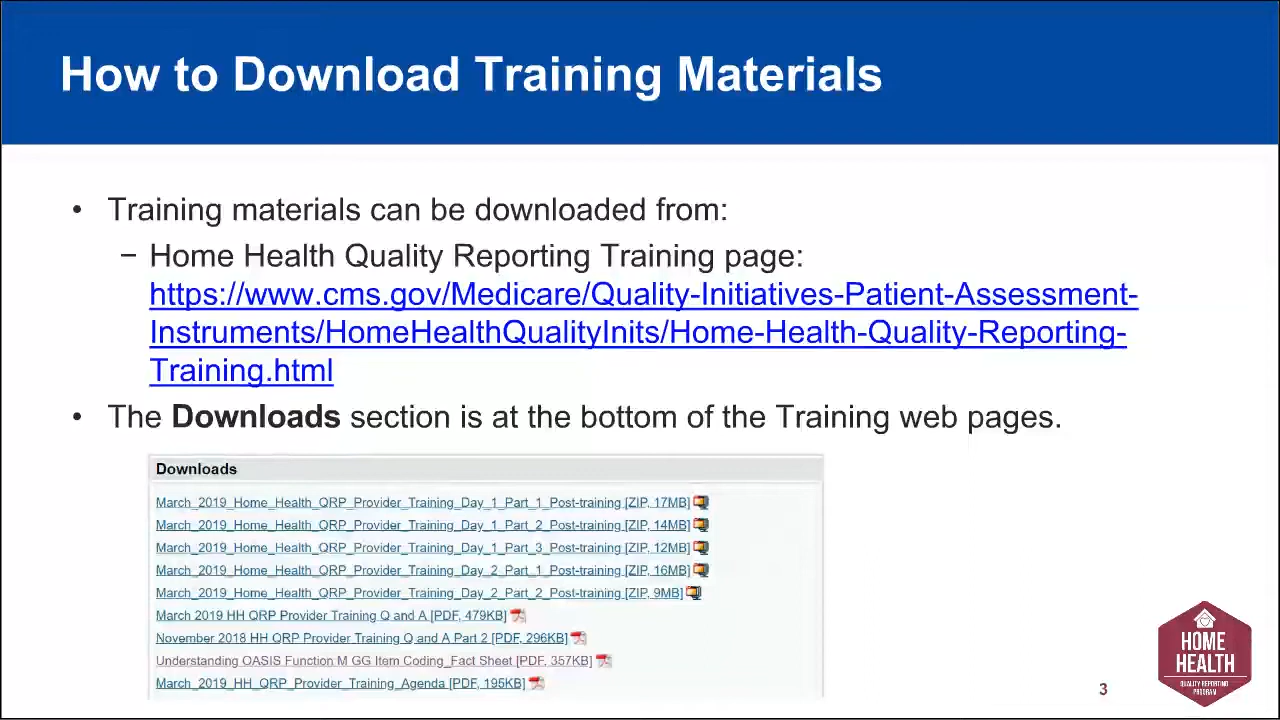 How to Download Training Materials
• Training materials can be downloaded from:
− Home Health Quality Reporting Training page:
https://www.cms.gov/Medicare/Quality-Initiatives-Patient-Assessment-
Instruments/HomeHealthQualityInits/Home-Health-Quality-Reporting-
Training.html
• The Downloads section is at the bottom of the Training web pages.
Downloads
March_2019_Home_Health_QRP_Provider_Training_Day_1_Part_1_Post-training [ZIP, 17MB]
March_2019_Home_Health_QRP_Provider_Training_Day_1_Part_2_Post-training [ZIP, 14MB]
March_2019_Home_Health_QRP_Provider_Training_Day_1_Part_3_Post-training [ZIP, 12MB]
March_2019_Home_Health_QRP_Provider_Training_Day_2_Part_1_Post-training [ZIP, 16MB]
March_2019_Home_Health_QRP_Provider_Training_Day_2_Part_2_Post-training [ZIP, 9MB]
March 2019 HH QRP Provider Training Q and A [PDF, 479KB]
November 2018 HH QRP Provider Training Q and A Part 2 [PDF, 296KB]
Understanding OASIS Function M GG Item Coding_Fact Sheet [PDF, 357KB]
March_2019_HH_QRP_Provider_Training_Agenda [PDF, 195KB]
3
HOME
HEALTH
QUALITY REPORTING
PROGRAM